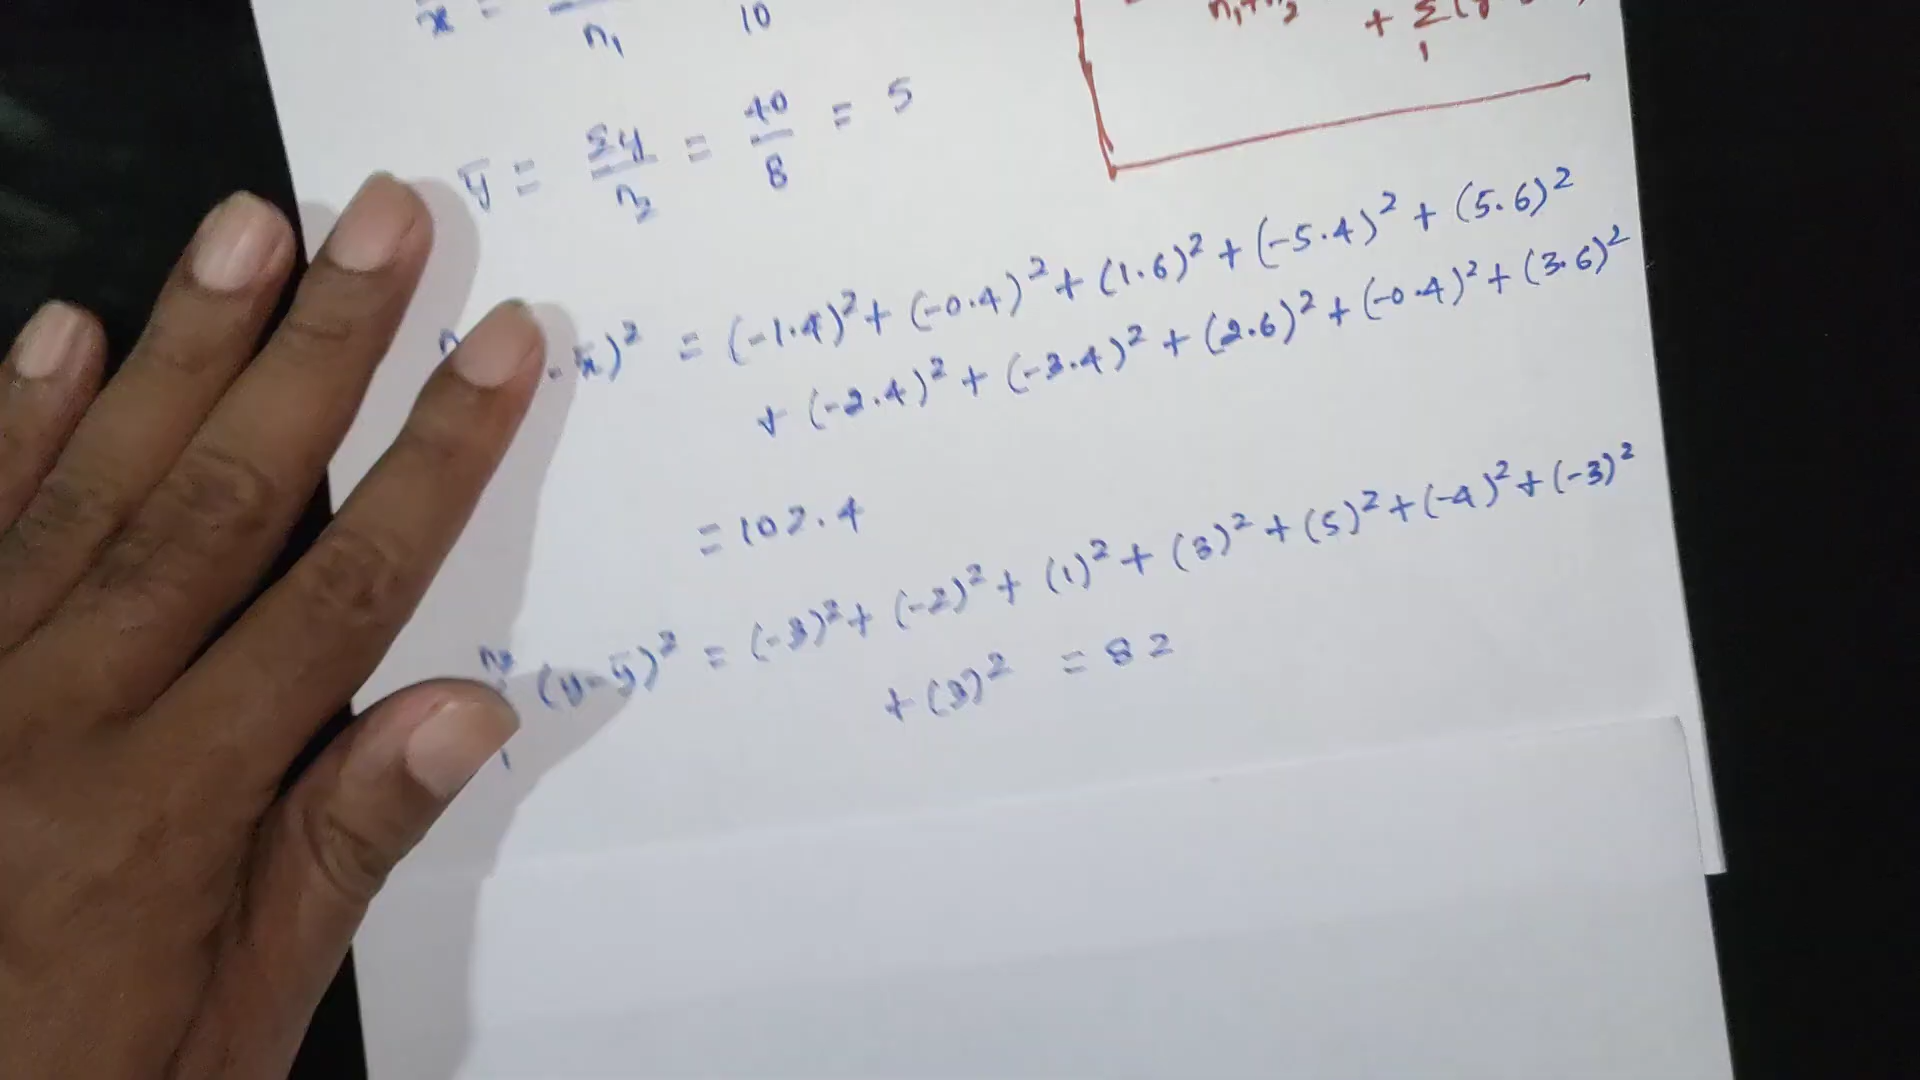 x̄ = n₁ 10
n₁+n₂
+ Σ 1
ȳ = Σy/n₂ = 40/8 = 5
- x̄)² = (-1.4)² + (-0.4)² + (1.6)² + (-5.4)² + (5.6)²
+ (-2.4)² + (-3.4)² + (2.6)² + (-0.4)² + (3.6)²
= 102.4
n₂ 1 (y-ȳ)² = (-3)² + (-2)² + (1)² + (3)² + (5)² + (-4)² + (-3)²
+ (3)² = 82